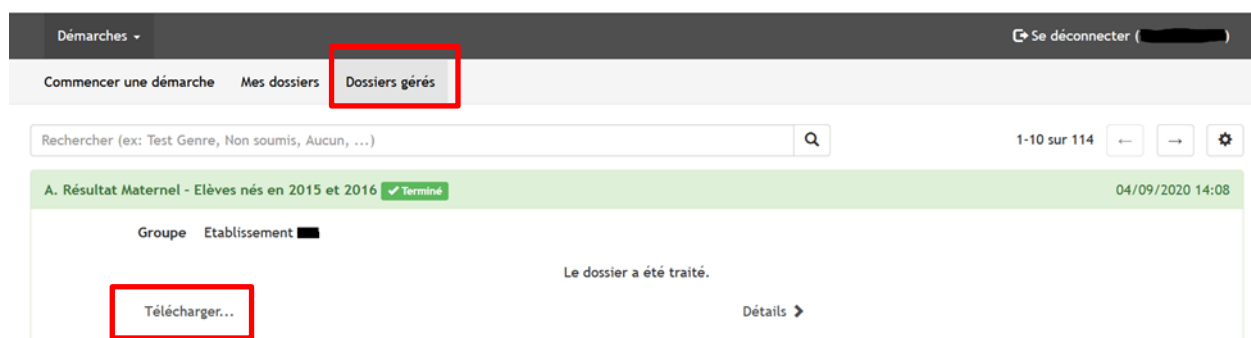 Démarches Se déconnecter ( )
Commencer une démarche Mes dossiers Dossiers gérés
Rechercher (ex: Test Genre, Non soumis, Aucun, ...) 1-10 sur 114 ← →
A. Résultat Maternel - Elèves nés en 2015 et 2016 ✔ Terminé 04/09/2020 14:08
Groupe Etablissement
Le dossier a été traité.
Télécharger... Détails